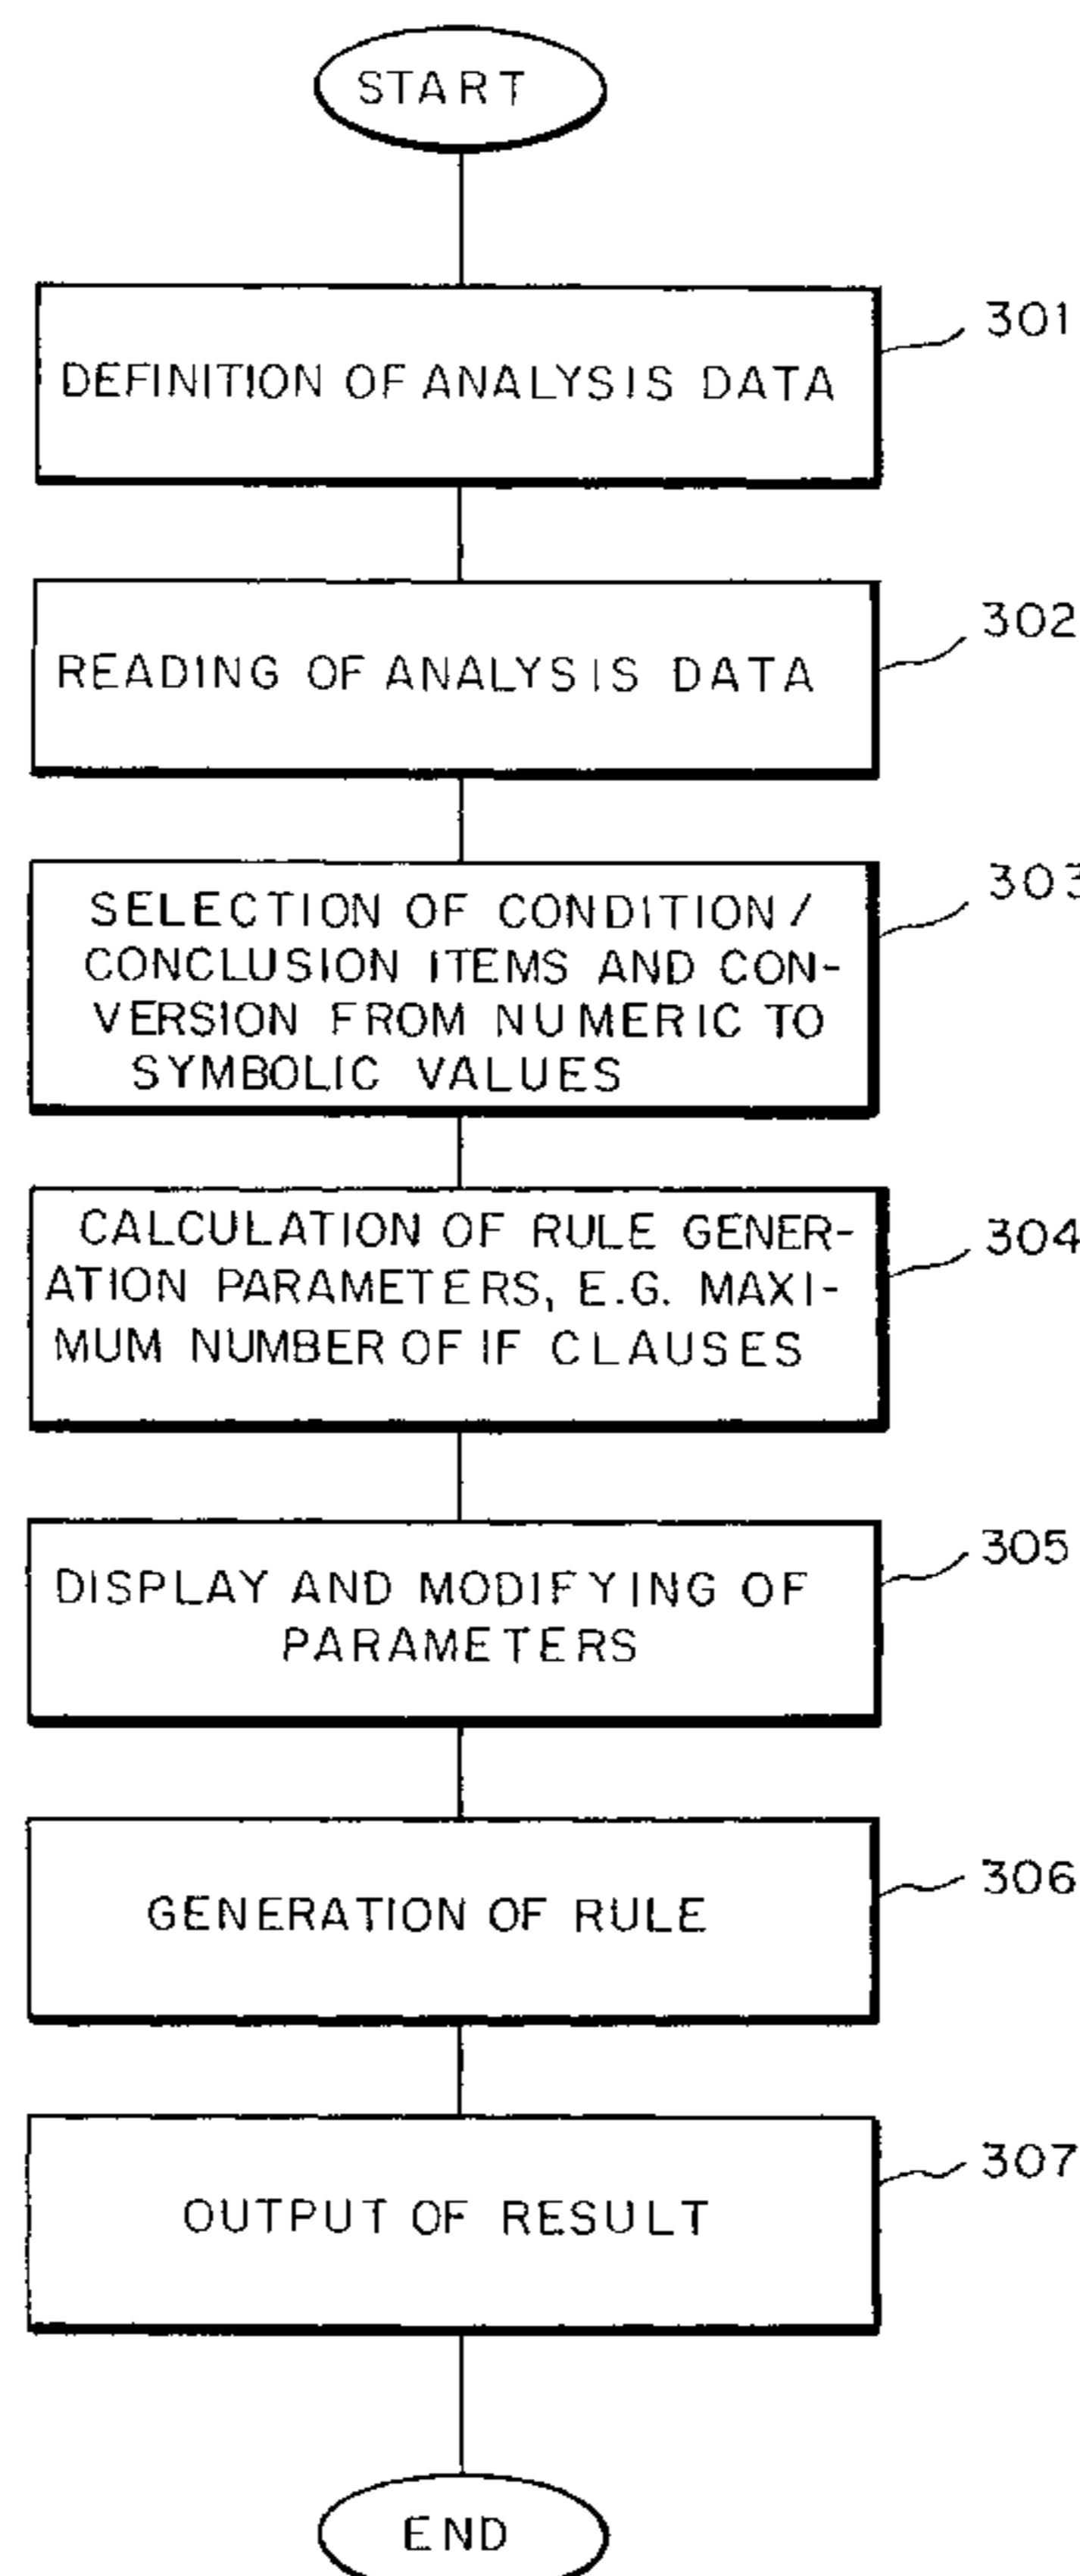 START
301
DEFINITION OF ANALYSIS DATA
302
READING OF ANALYSIS DATA
303
SELECTION OF CONDITION/
CONCLUSION ITEMS AND CON-
VERSION FROM NUMERIC TO
SYMBOLIC VALUES
304
CALCULATION OF RULE GENER-
ATION PARAMETERS, E.G. MAXI-
MUM NUMBER OF IF CLAUSES
305
DISPLAY AND MODIFYING OF
PARAMETERS
306
GENERATION OF RULE
307
OUTPUT OF RESULT
END